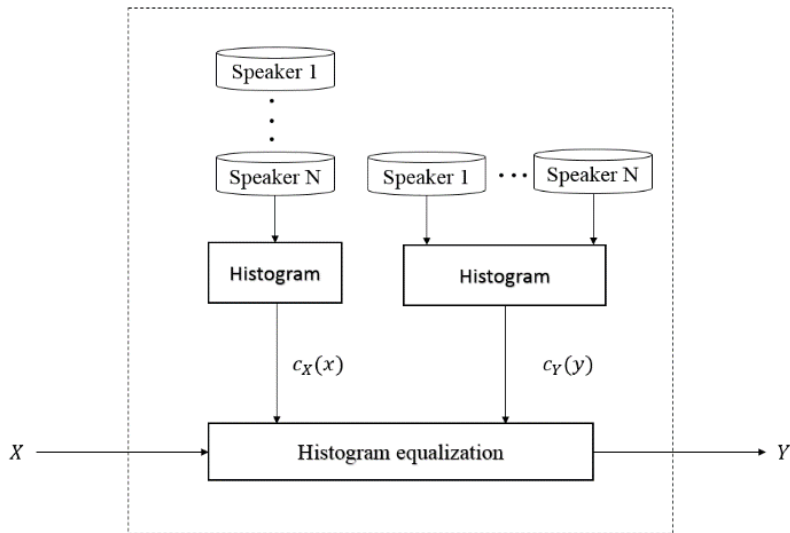 Speaker 1
Speaker N
Speaker 1
Speaker N
Histogram
Histogram
c_X(x)
c_Y(y)
X
Histogram equalization
Y